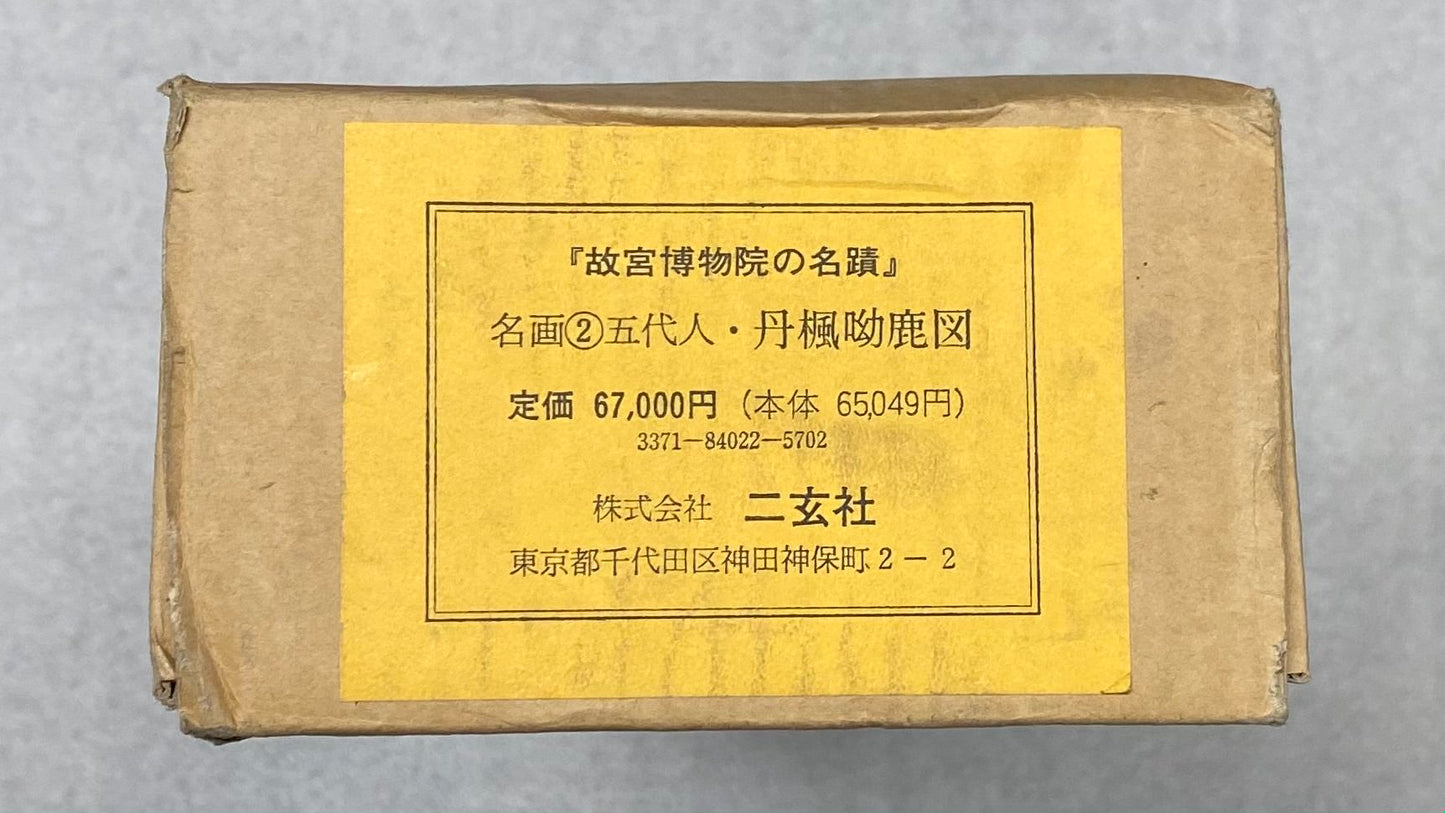 『故宮博物院の名蹟』
名画②五代人・丹楓呦鹿図
定価 67,000円（本体 65,049円）
3371—84022—5702
株式会社 二玄社
東京都千代田区神田神保町2－2